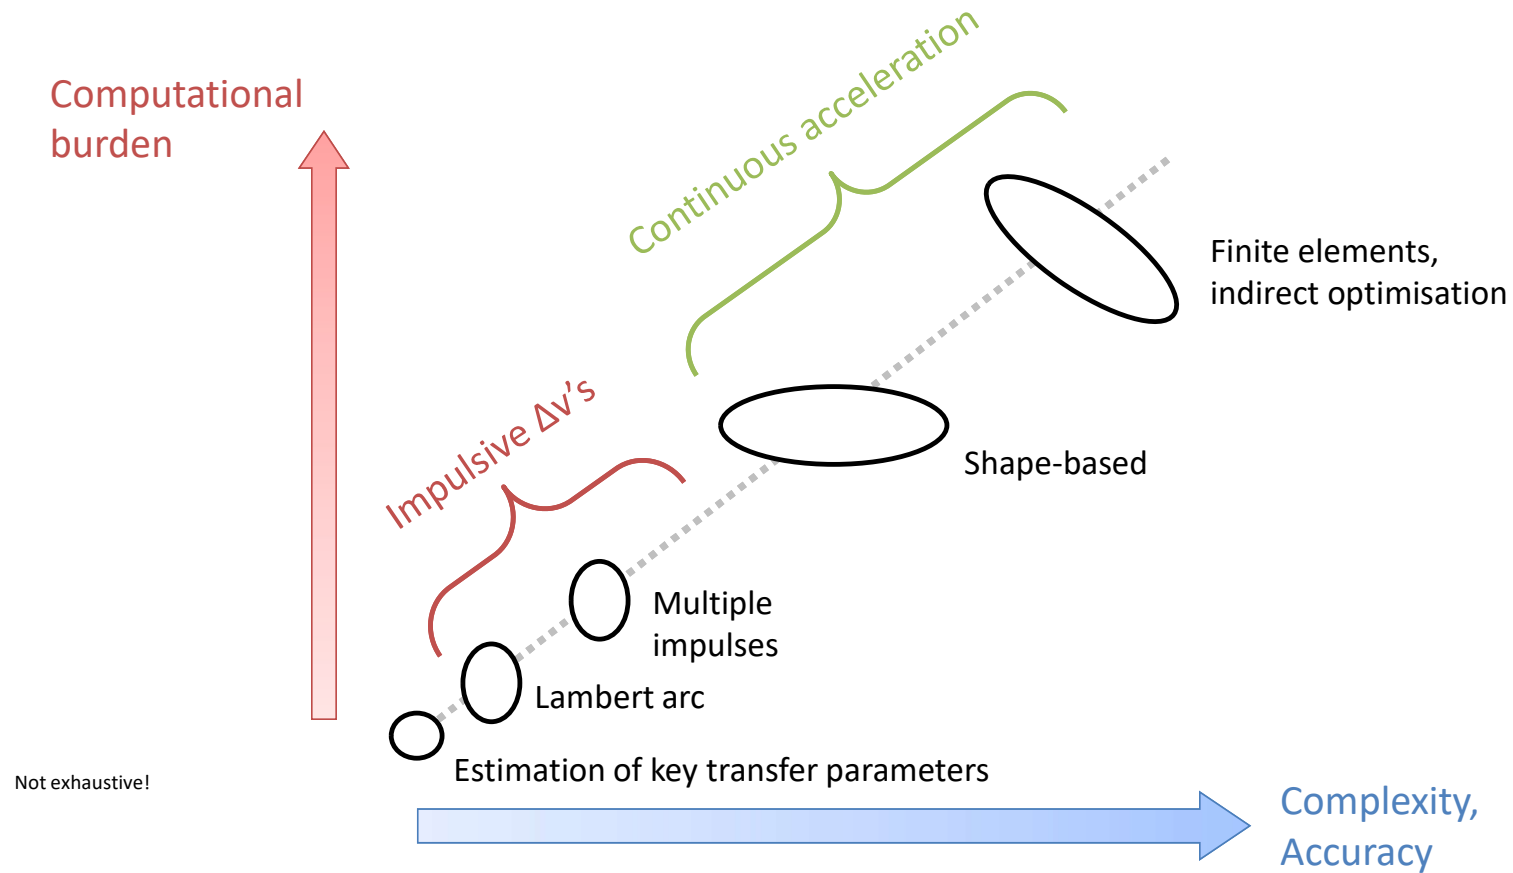 Computational
burden
Continuous acceleration
Finite elements,
indirect optimisation
Impulsive Δv's
Shape-based
Multiple
impulses
Lambert arc
Estimation of key transfer parameters
Not exhaustive!
Complexity,
Accuracy